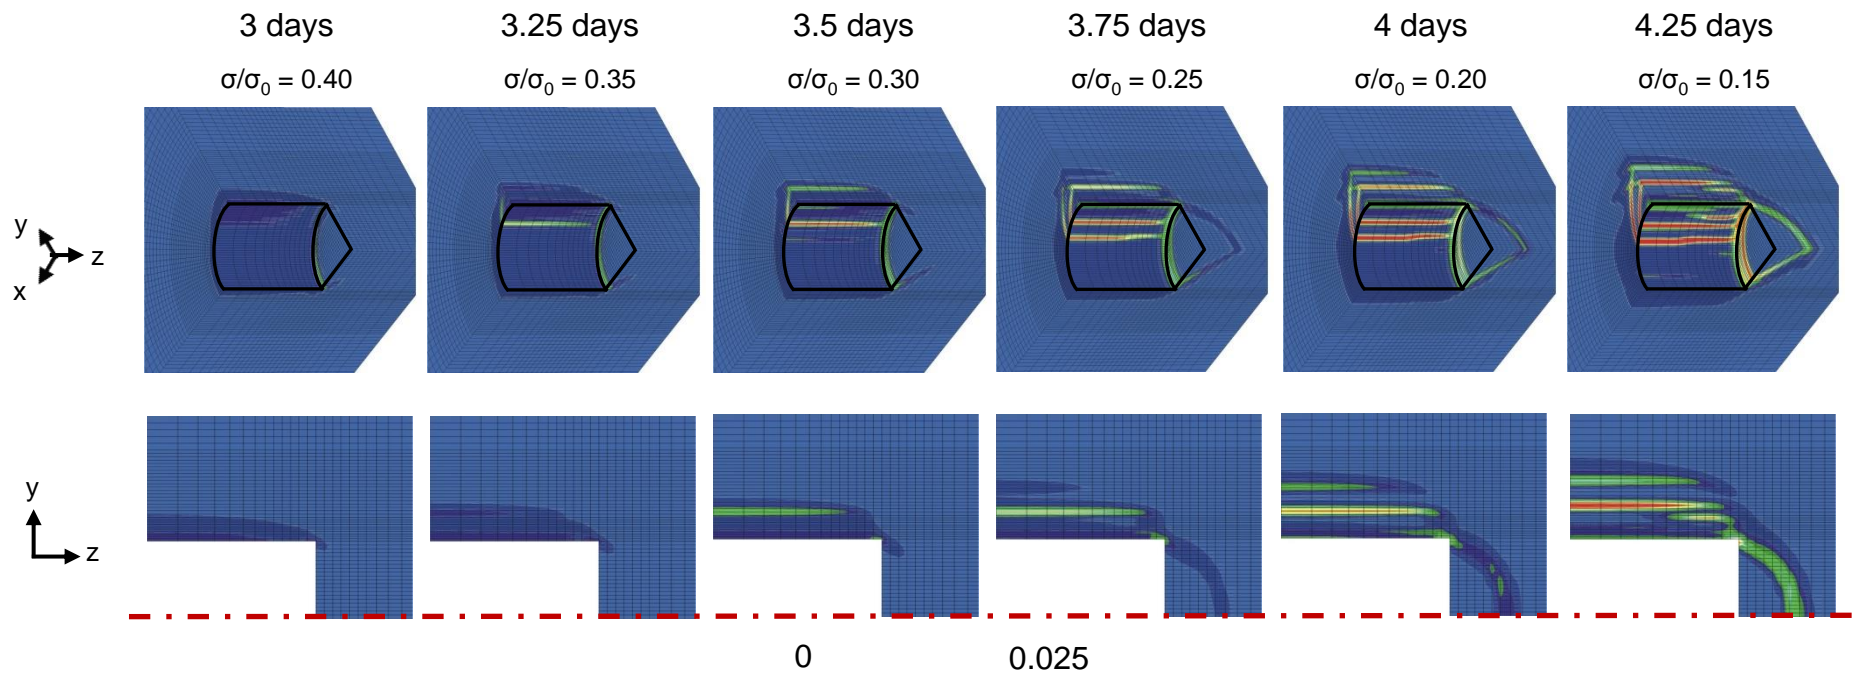 3 days 3.25 days 3.5 days 3.75 days 4 days 4.25 days
σ/σ₀ = 0.40 σ/σ₀ = 0.35 σ/σ₀ = 0.30 σ/σ₀ = 0.25 σ/σ₀ = 0.20 σ/σ₀ = 0.15
y
z
x
y
z
0 0.025